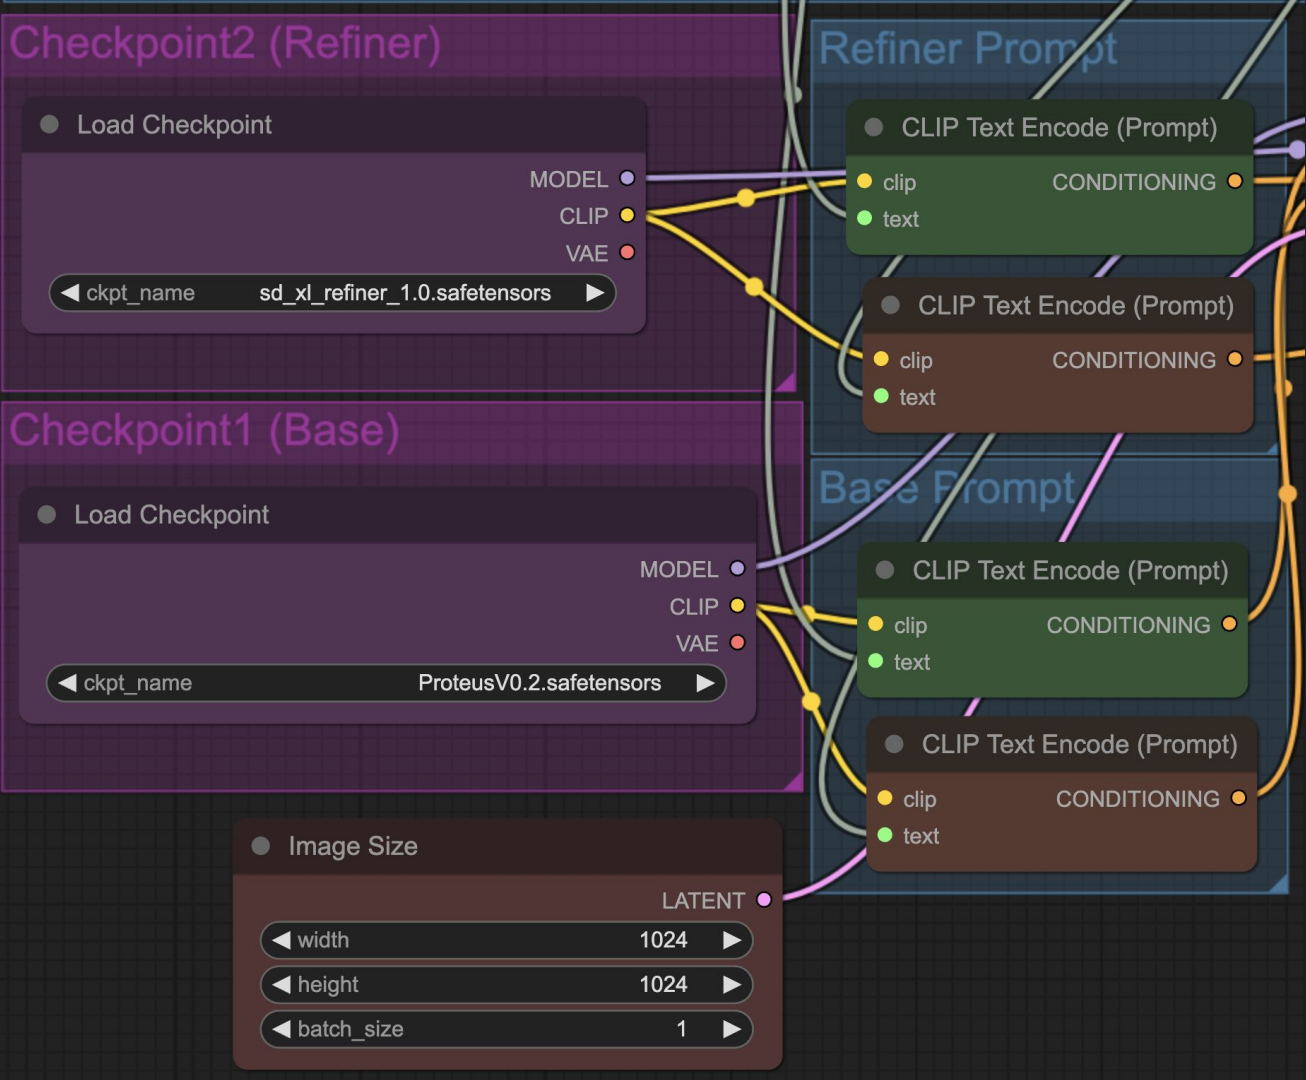 Checkpoint2 (Refiner)
Load Checkpoint
MODEL
CLIP
VAE
ckpt_name sd_xl_refiner_1.0.safetensors
Checkpoint1 (Base)
Load Checkpoint
MODEL
CLIP
VAE
ckpt_name ProteusV0.2.safetensors
Image Size
LATENT
width 1024
height 1024
batch_size 1
Refiner Prompt
CLIP Text Encode (Prompt)
clip CONDITIONING
text
CLIP Text Encode (Prompt)
clip CONDITIONING
text
Base Prompt
CLIP Text Encode (Prompt)
clip CONDITIONING
text
CLIP Text Encode (Prompt)
clip CONDITIONING
text